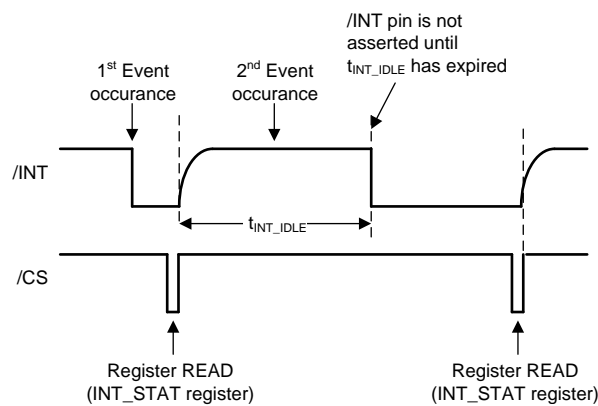 /INT pin is not
asserted until
tINT_IDLE has expired
1st Event
occurance
2nd Event
occurance
/INT
tINT_IDLE
/CS
Register READ
(INT_STAT register)
Register READ
(INT_STAT register)